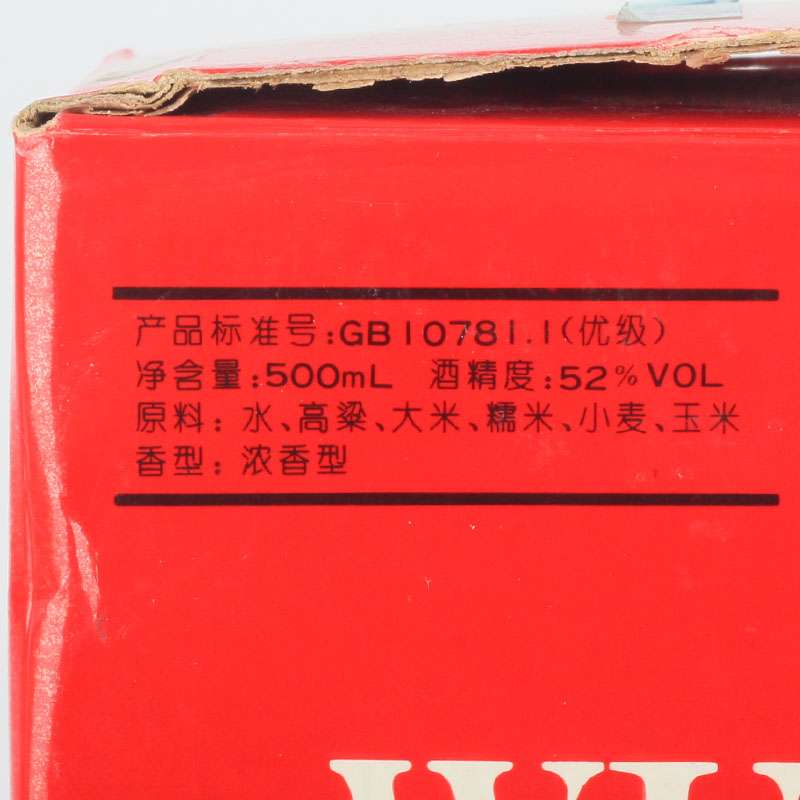 产品标准号:GB10781.1(优级)
净含量:500mL 酒精度:52%VOL
原料:水、高粱、大米、糯米、小麦、玉米
香型:浓香型